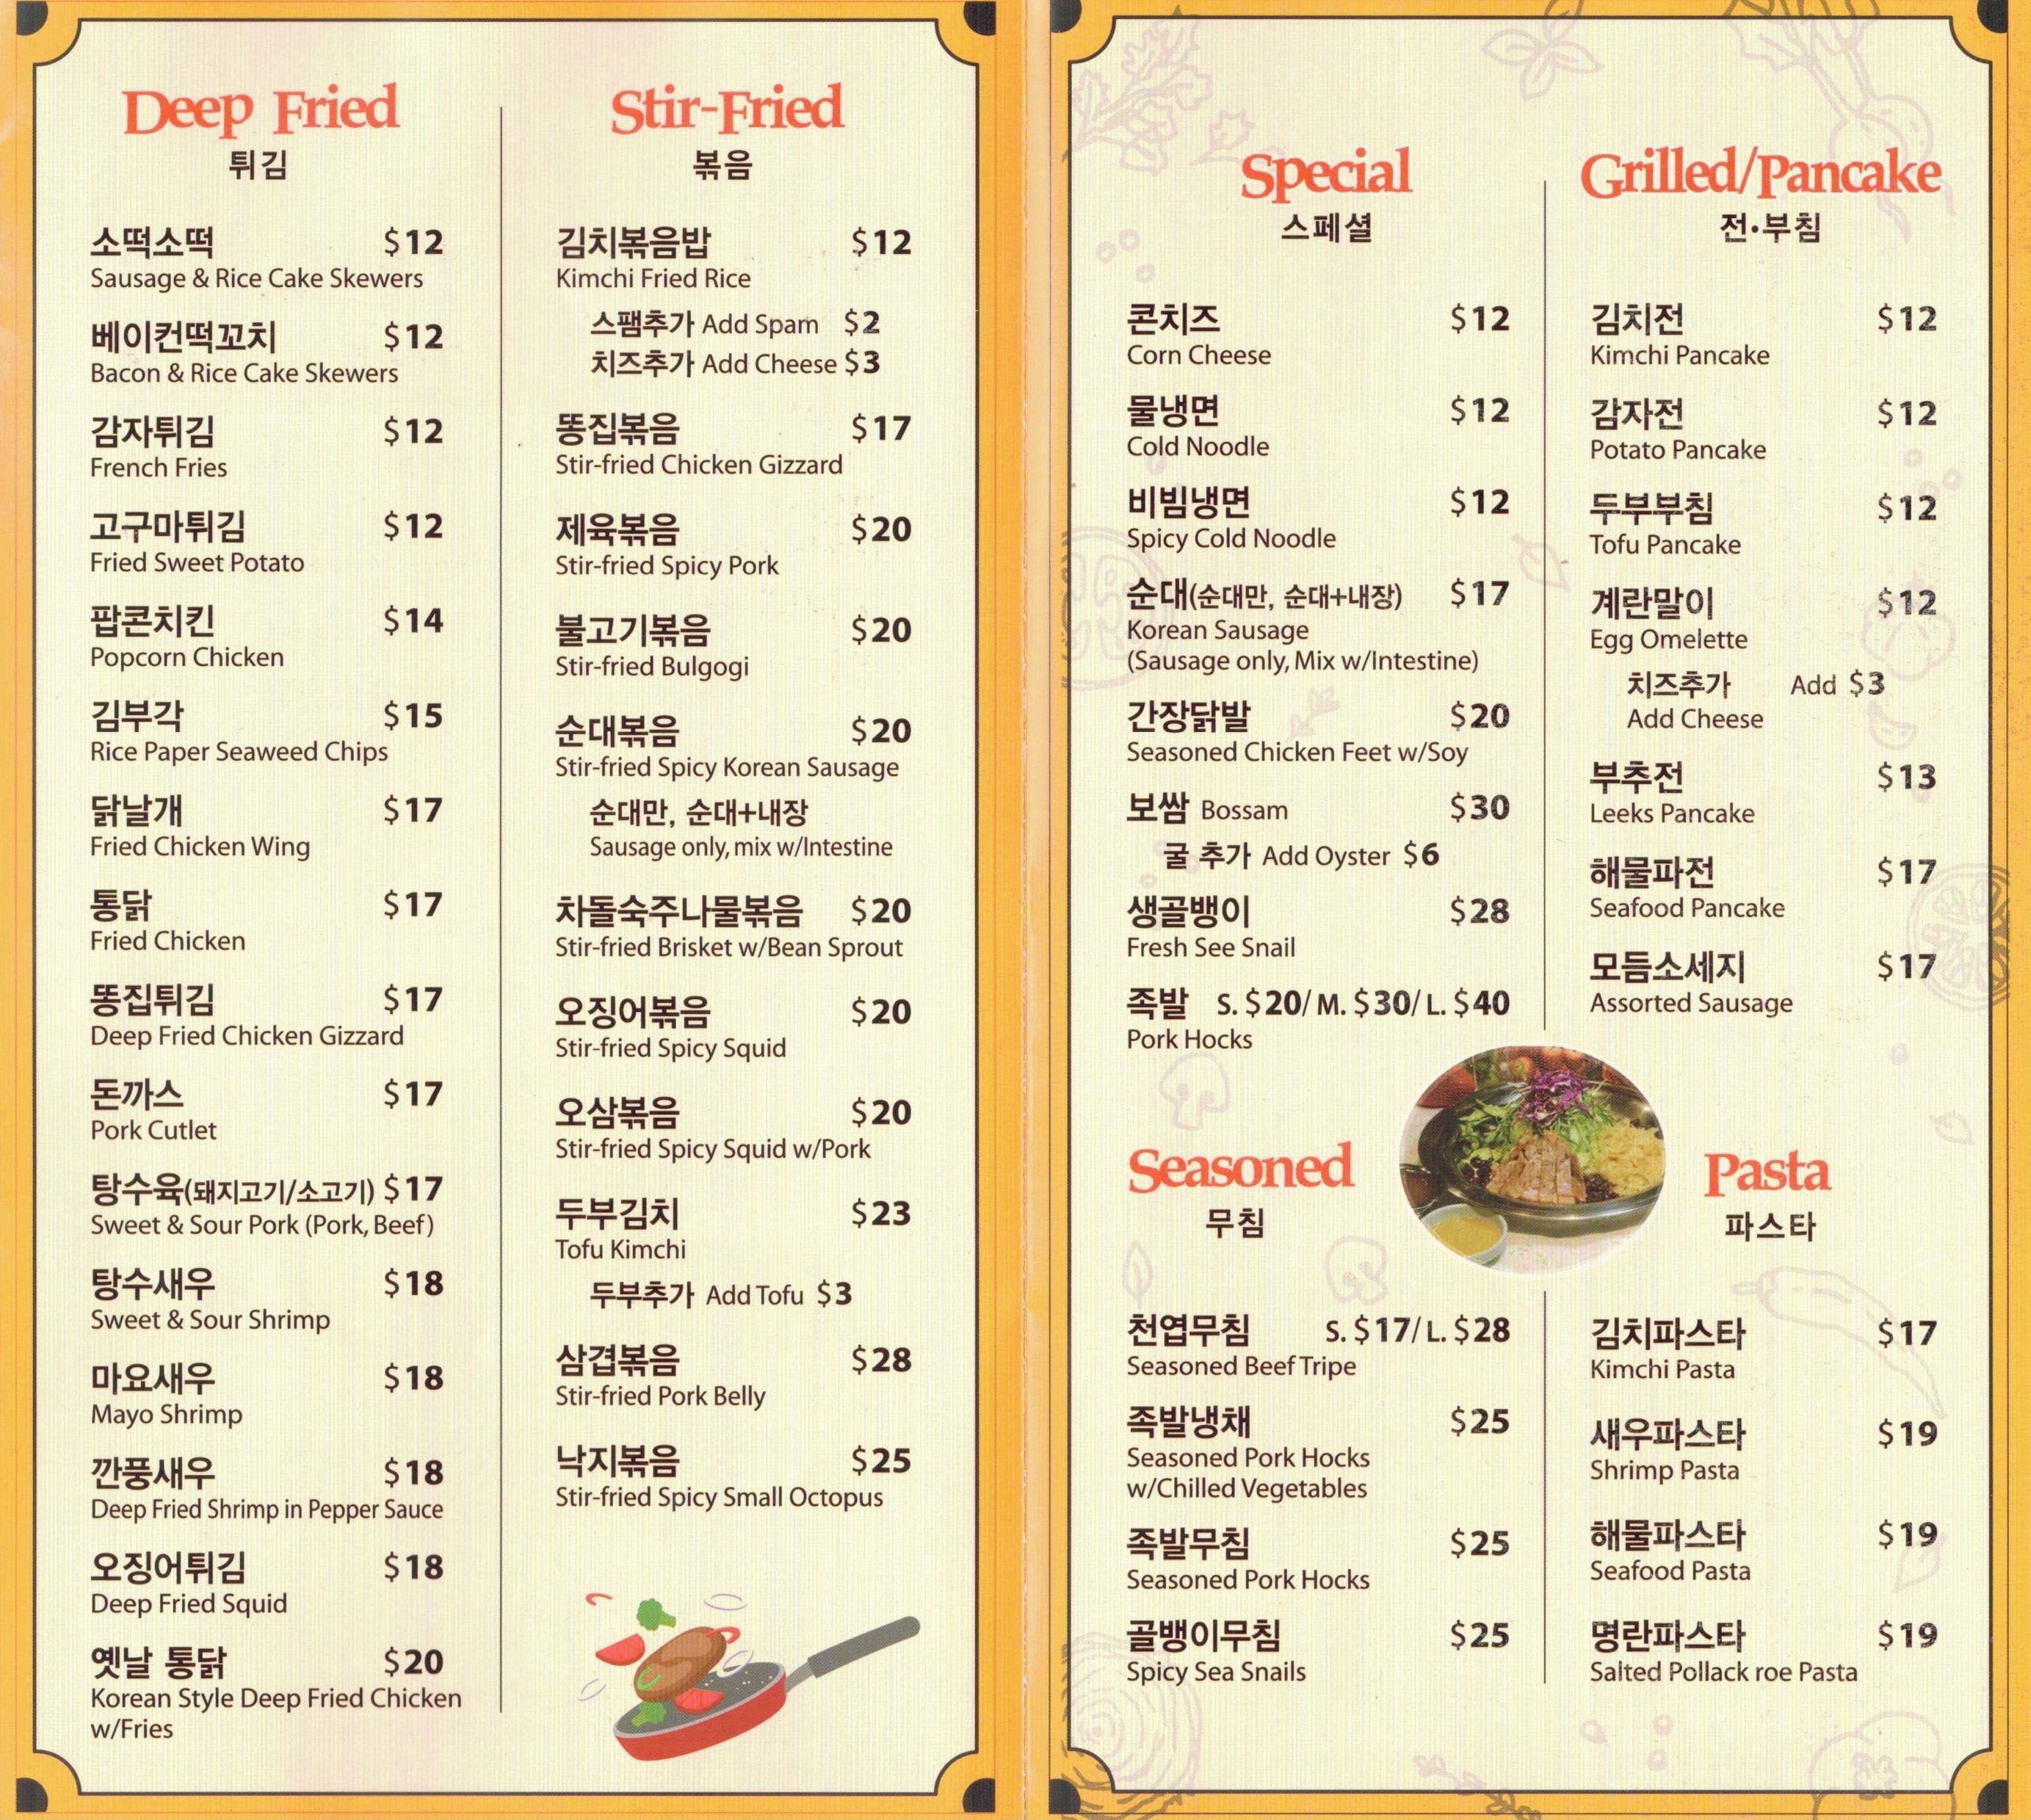 Deep Fried
튀김
소떡소떡 $12
Sausage & Rice Cake Skewers
베이컨떡꼬치 $12
Bacon & Rice Cake Skewers
감자튀김 $12
French Fries
고구마튀김 $12
Fried Sweet Potato
팝콘치킨 $14
Popcorn Chicken
김부각 $15
Rice Paper Seaweed Chips
닭날개 $17
Fried Chicken Wing
통닭 $17
Fried Chicken
똥집튀김 $17
Deep Fried Chicken Gizzard
돈까스 $17
Pork Cutlet
탕수육(돼지고기/소고기) $17
Sweet & Sour Pork (Pork, Beef)
탕수새우 $18
Sweet & Sour Shrimp
마요새우 $18
Mayo Shrimp
깐풍새우 $18
Deep Fried Shrimp in Pepper Sauce
오징어튀김 $18
Deep Fried Squid
옛날 통닭 $20
Korean Style Deep Fried Chicken
w/Fries
Stir-Fried
볶음
김치볶음밥 $12
Kimchi Fried Rice
스팸추가 Add Spam $2
치즈추가 Add Cheese $3
똥집볶음 $17
Stir-fried Chicken Gizzard
제육볶음 $20
Stir-fried Spicy Pork
불고기볶음 $20
Stir-fried Bulgogi
순대볶음 $20
Stir-fried Spicy Korean Sausage
순대만, 순대+내장
Sausage only, mix w/Intestine
차돌숙주나물볶음 $20
Stir-fried Brisket w/Bean Sprout
오징어볶음 $20
Stir-fried Spicy Squid
오삼볶음 $20
Stir-fried Spicy Squid w/Pork
두부김치 $23
Tofu Kimchi
두부추가 Add Tofu $3
삼겹볶음 $28
Stir-fried Pork Belly
낙지볶음 $25
Stir-fried Spicy Small Octopus
Special
스페셜
콘치즈 $12
Corn Cheese
물냉면 $12
Cold Noodle
비빔냉면 $12
Spicy Cold Noodle
순대(순대만, 순대+내장) $17
Korean Sausage
(Sausage only, Mix w/Intestine)
간장닭발 $20
Seasoned Chicken Feet w/Soy
보쌈 Bossam $30
굴 추가 Add Oyster $6
생골뱅이 $28
Fresh See Snail
족발 S. $20/ M. $30/ L. $40
Pork Hocks
Grilled/Pancake
전•부침
김치전 $12
Kimchi Pancake
감자전 $12
Potato Pancake
두부부침 $12
Tofu Pancake
계란말이 $12
Egg Omelette
치즈추가 Add $3
Add Cheese
부추전 $13
Leeks Pancake
해물파전 $17
Seafood Pancake
모듬소세지 $17
Assorted Sausage
Seasoned
무침
천엽무침 S. $17/ L. $28
Seasoned Beef Tripe
족발냉채 $25
Seasoned Pork Hocks
w/Chilled Vegetables
족발무침 $25
Seasoned Pork Hocks
골뱅이무침 $25
Spicy Sea Snails
Pasta
파스타
김치파스타 $17
Kimchi Pasta
새우파스타 $19
Shrimp Pasta
해물파스타 $19
Seafood Pasta
명란파스타 $19
Salted Pollack roe Pasta